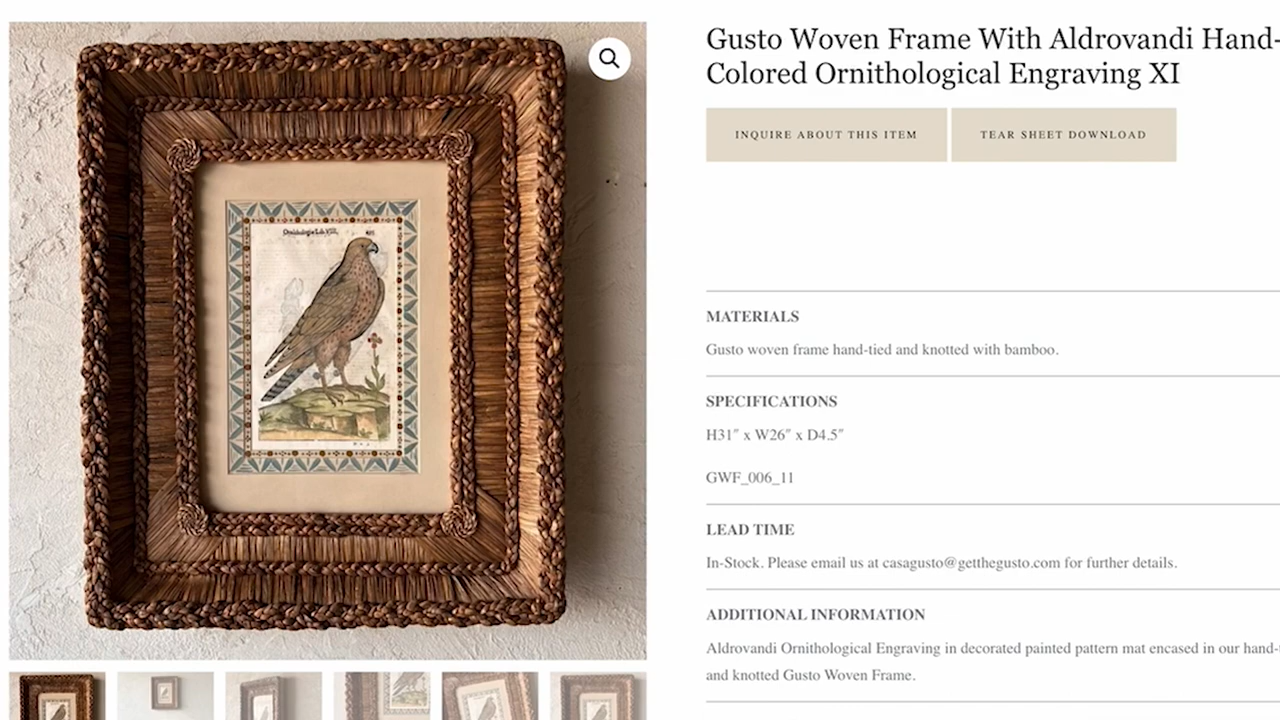 Gusto Woven Frame With Aldrovandi Hand-
Colored Ornithological Engraving XI
INQUIRE ABOUT THIS ITEM
TEAR SHEET DOWNLOAD
MATERIALS
Gusto woven frame hand-tied and knotted with bamboo.
SPECIFICATIONS
H31″ x W26″ x D4.5″
GWF_006_11
LEAD TIME
In-Stock. Please email us at casagusto@getthegusto.com for further details.
ADDITIONAL INFORMATION
Aldrovandi Ornithological Engraving in decorated painted pattern mat encased in our hand-
and knotted Gusto Woven Frame.